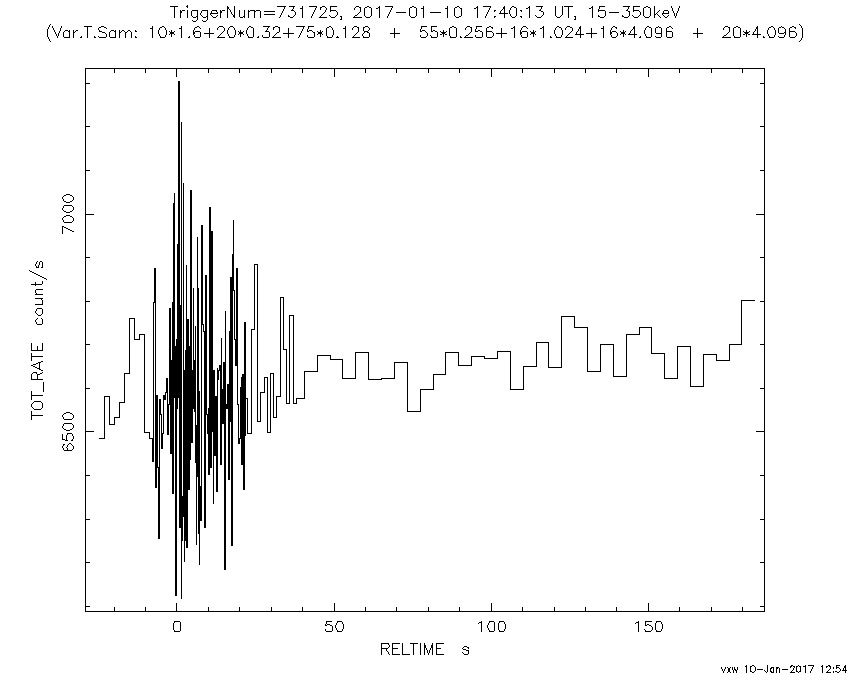 TriggerNum=731725, 2017-01-10 17:40:13 UT, 15-350keV
(Var.T.Sam: 10*1.6+20*0.32+75*0.128 + 55*0.256+16*1.024+16*4.096 + 20*4.096)
TOT_RATE count/s
7000
6500
0 50 100 150
RELTIME s
vxw 10-Jan-2017 12:54